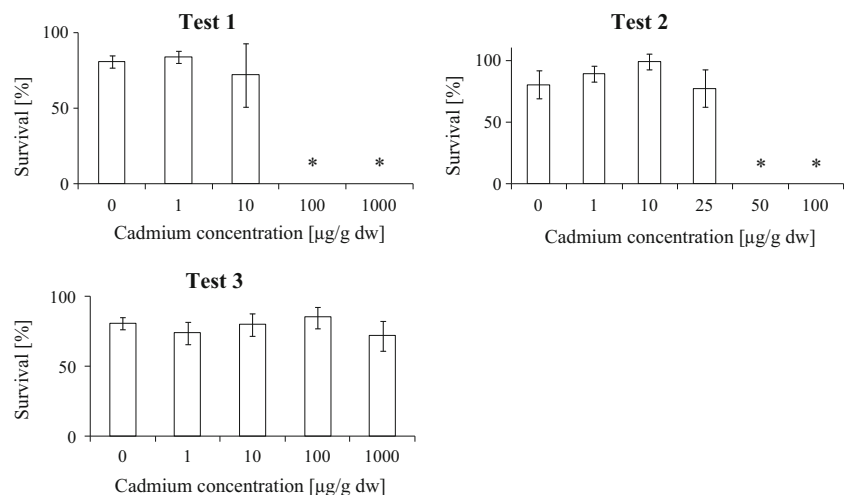 Test 1
Survival [%]
100
50
0
* *
0 1 10 100 1000
Cadmium concentration [µg/g dw]
Test 2
Survival [%]
100
50
0
* *
0 1 10 25 50 100
Cadmium concentration [µg/g dw]
Test 3
Survival [%]
100
50
0
0 1 10 100 1000
Cadmium concentration [µg/g dw]